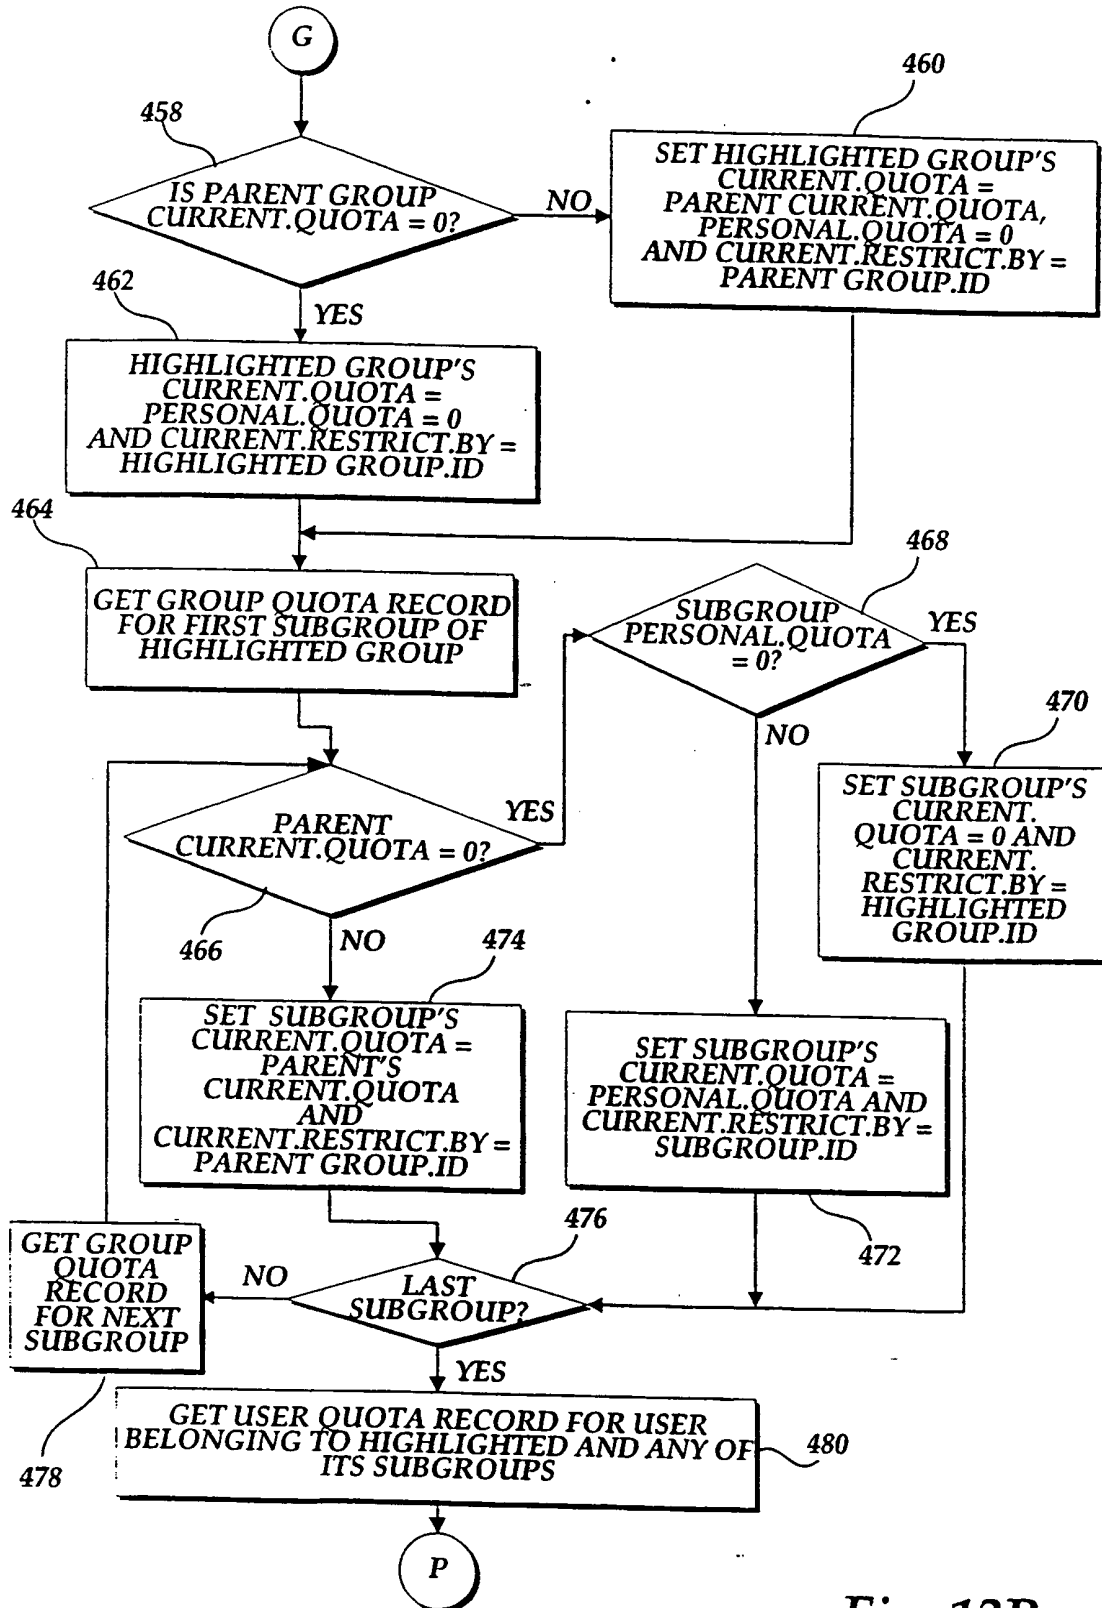 G
458
IS PARENT GROUP
CURRENT.QUOTA = 0?
NO
460
SET HIGHLIGHTED GROUP'S
CURRENT.QUOTA =
PARENT CURRENT.QUOTA,
PERSONAL.QUOTA = 0
AND CURRENT.RESTRICT.BY =
PARENT GROUP.ID
462
YES
HIGHLIGHTED GROUP'S
CURRENT.QUOTA =
PERSONAL.QUOTA = 0
AND CURRENT.RESTRICT.BY =
HIGHLIGHTED GROUP.ID
464
GET GROUP QUOTA RECORD
FOR FIRST SUBGROUP OF
HIGHLIGHTED GROUP
468
SUBGROUP
PERSONAL.QUOTA
= 0?
YES
NO
470
SET SUBGROUP'S
CURRENT.
QUOTA = 0 AND
CURRENT.
RESTRICT.BY =
HIGHLIGHTED
GROUP.ID
PARENT
CURRENT.QUOTA = 0?
YES
466
NO
474
SET SUBGROUP'S
CURRENT.QUOTA =
PARENT'S
CURRENT.QUOTA
AND
CURRENT.RESTRICT.BY =
PARENT GROUP.ID
SET SUBGROUP'S
CURRENT.QUOTA =
PERSONAL.QUOTA AND
CURRENT.RESTRICT.BY =
SUBGROUP.ID
472
476
LAST
SUBGROUP?
NO
GET GROUP
QUOTA
RECORD
FOR NEXT
SUBGROUP
478
YES
GET USER QUOTA RECORD FOR USER
BELONGING TO HIGHLIGHTED AND ANY OF
ITS SUBGROUPS
480
P